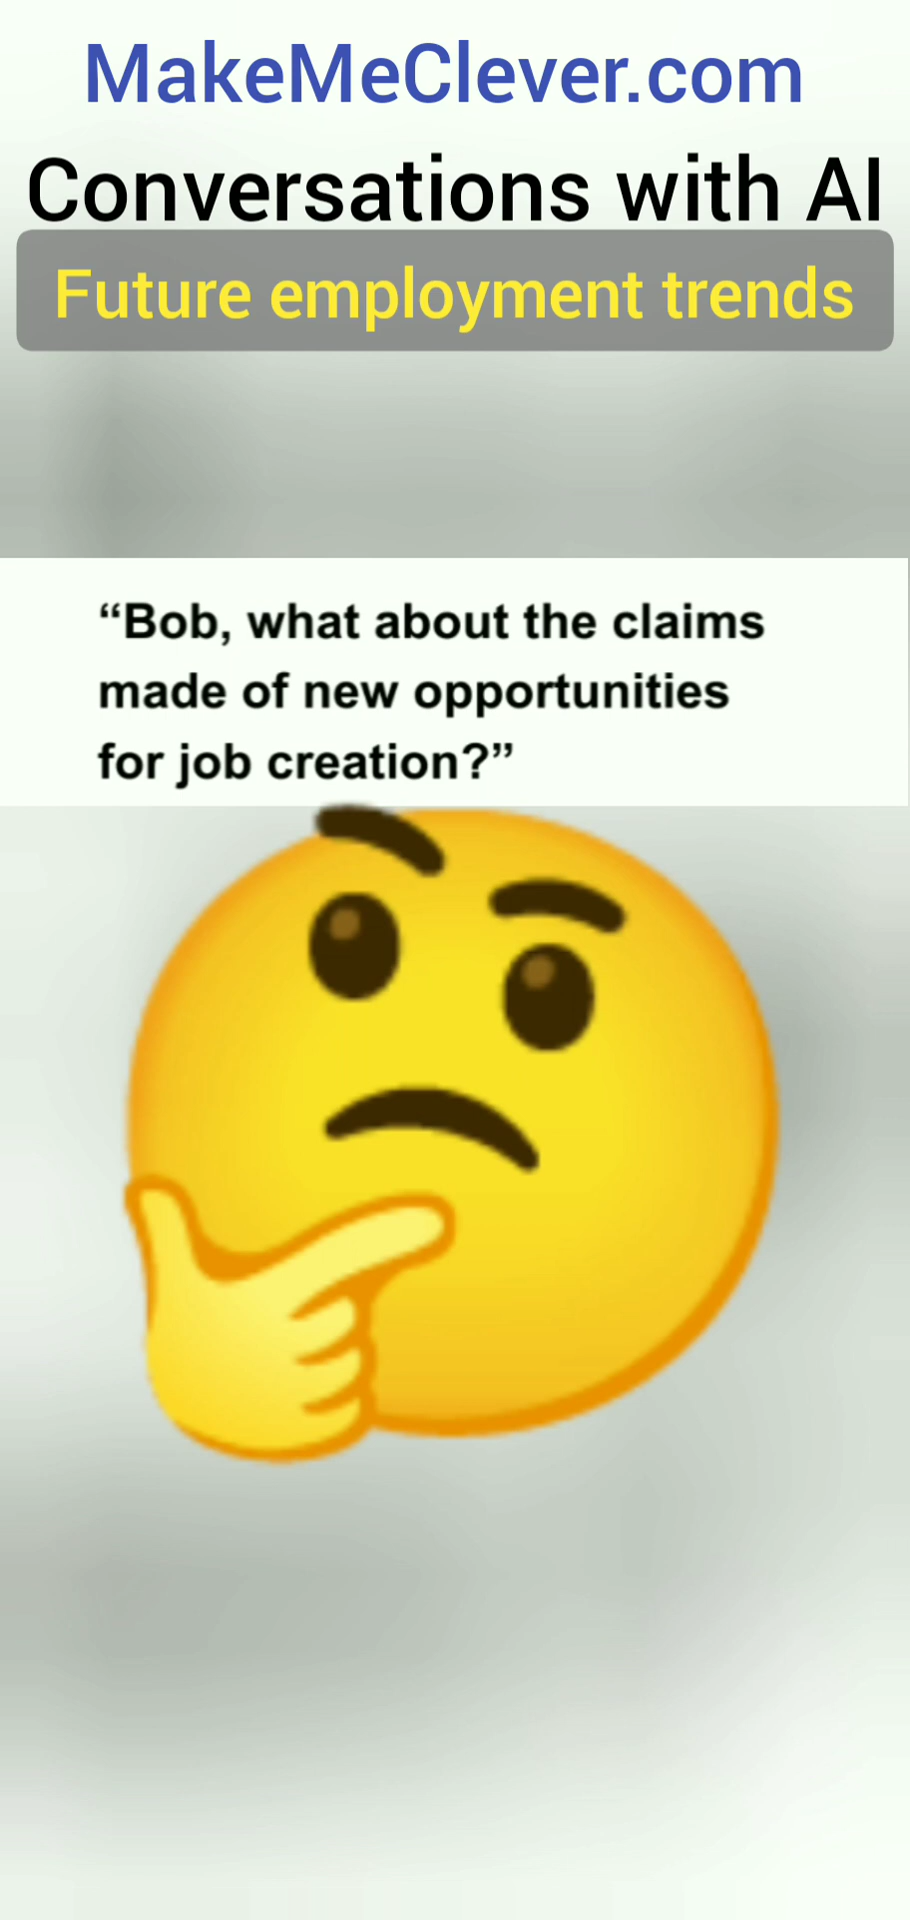 MakeMeClever.com
Conversations with AI
Future employment trends
“Bob, what about the claims
made of new opportunities
for job creation?”